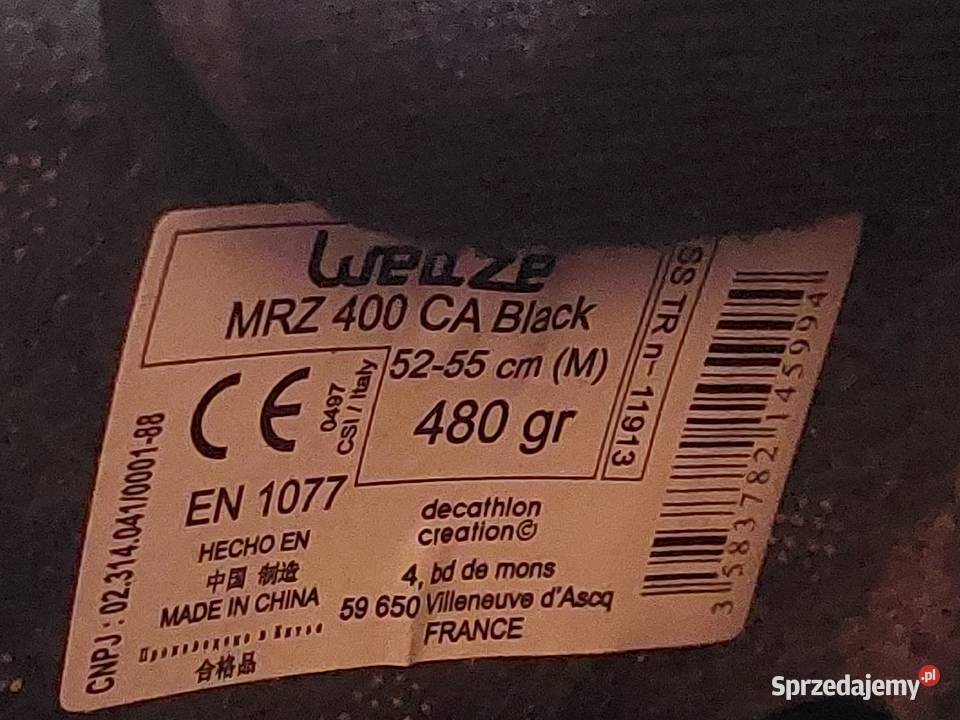 Weaze
MRZ 400 CA Black
52-55 cm (M)
480 gr
SS TR n- 11913
CE
0497
CSI / Italy
EN 1077
HECHO EN
中国 制造
MADE IN CHINA
合格品
decathlon
creation©
4, bd de mons
59 650 Villeneuve d'Ascq
FRANCE
CNPJ : 02.314.041/0001-88
3 583782 145994
Sprzedajemy.pl